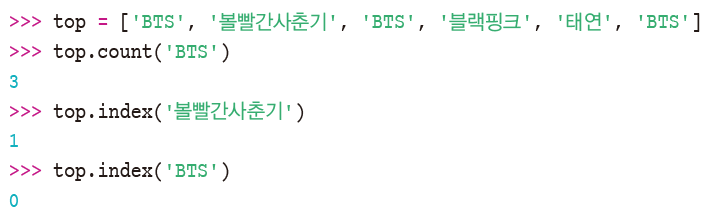 >>> top = ['BTS', '볼빨간사춘기', 'BTS', '블랙핑크', '태연', 'BTS']
>>> top.count('BTS')
3
>>> top.index('볼빨간사춘기')
1
>>> top.index('BTS')
0